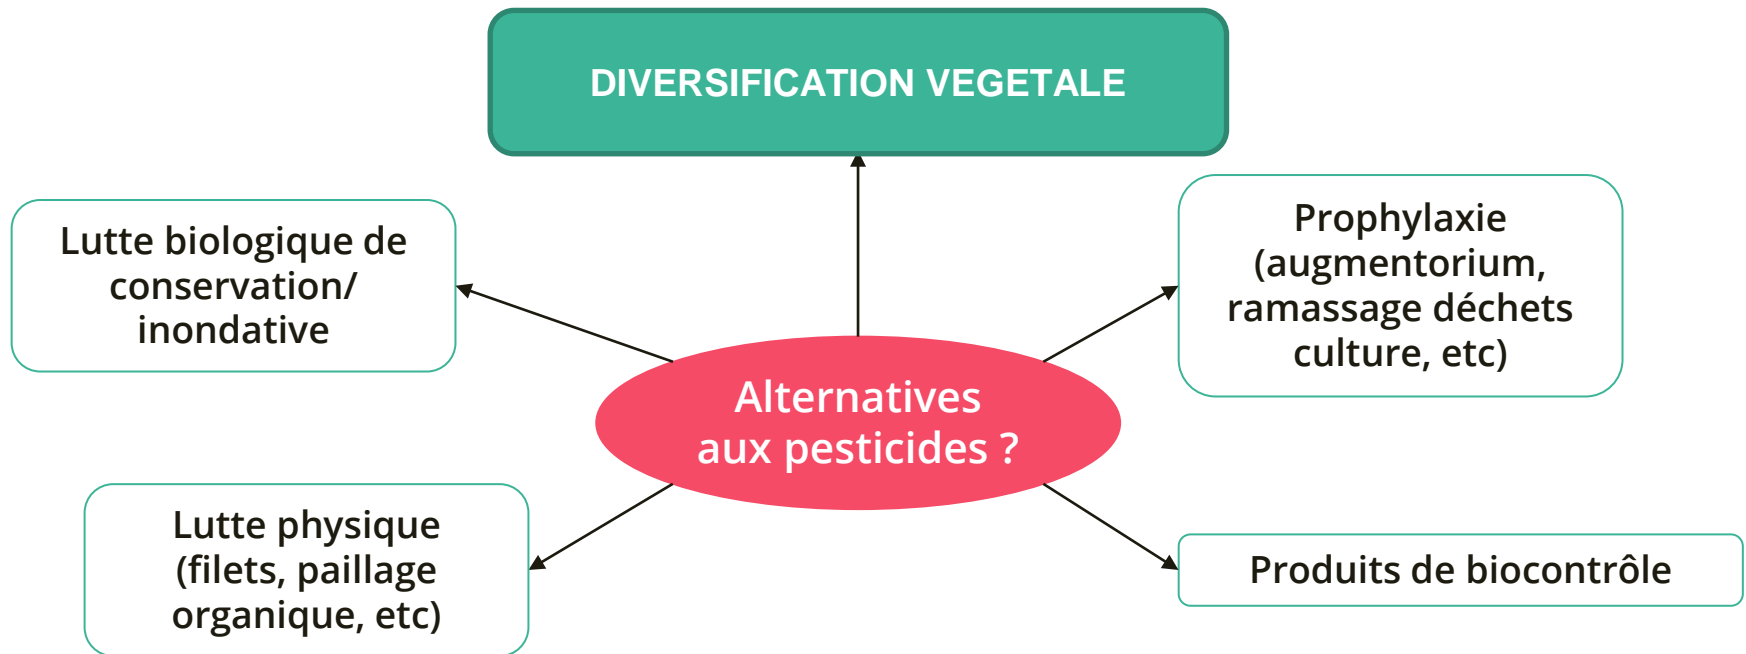 DIVERSIFICATION VEGETALE
Lutte biologique de
conservation/
inondative
Prophylaxie
(augmentorium,
ramassage déchets
culture, etc)
Alternatives
aux pesticides ?
Lutte physique
(filets, paillage
organique, etc)
Produits de biocontrôle